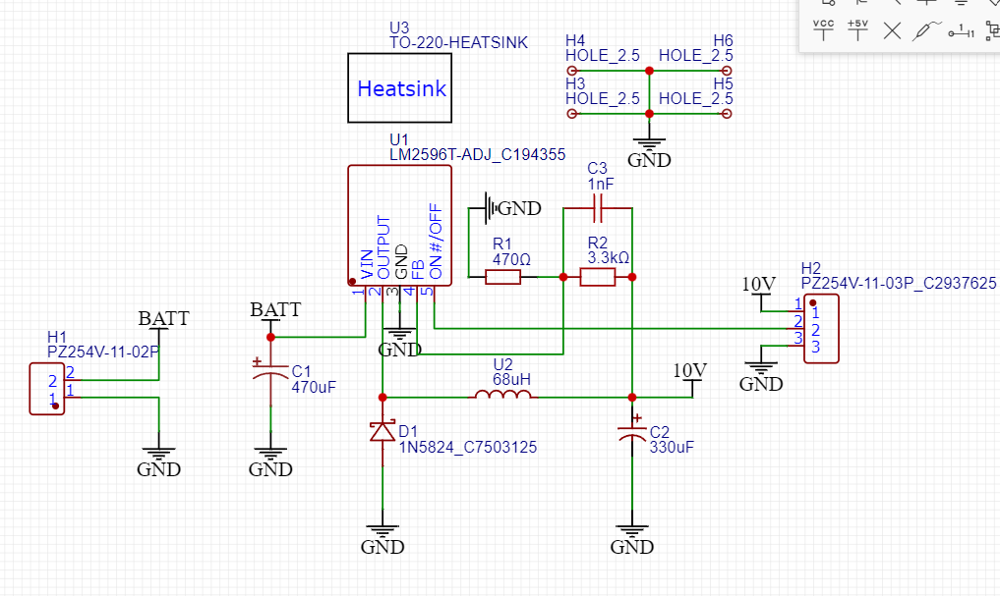 VCC
+5V
1
U3
TO-220-HEATSINK
Heatsink
H4
HOLE_2.5
H6
HOLE_2.5
H3
HOLE_2.5
H5
HOLE_2.5
GND
U1
LM2596T-ADJ_C194355
VIN
OUTPUT
GND
FB
ON#/OFF
1
2
3
4
5
GND
GND
R1
470Ω
C3
1nF
R2
3.3kΩ
H2
PZ254V-11-03P_C2937625
10V
1
2
3
1
2
3
GND
BATT
BATT
H1
PZ254V-11-02P
2
1
2
1
GND
C1
470uF
GND
U2
68uH
10V
D1
1N5824_C7503125
GND
C2
330uF
GND